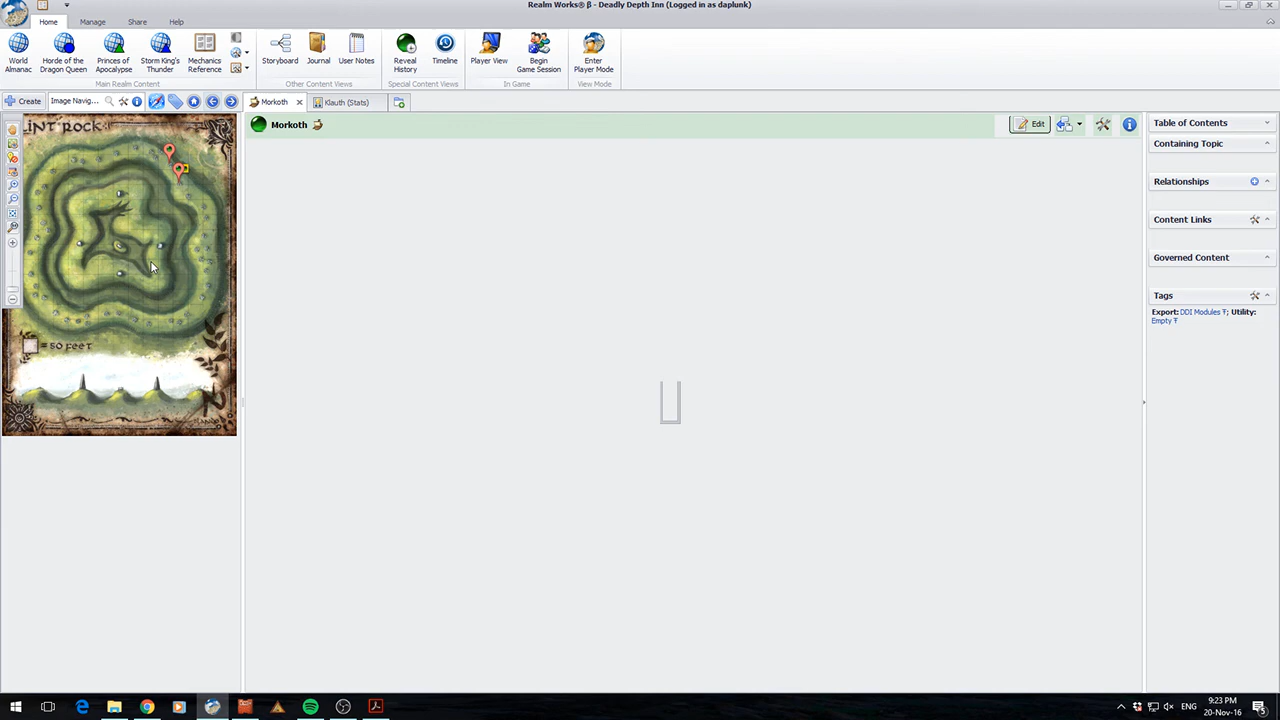 Realm Works® β - Deadly Depth Inn (Logged in as daplunk)
Home Manage Share Help
World Almanac
Horde of the Dragon Queen
Princes of Apocalypse
Storm King's Thunder
Mechanics Reference
Storyboard
Journal
User Notes
Reveal History
Timeline
Player View
Begin Game Session
Enter Player Mode
Main Realm Content
Other Content Views
Special Content Views
In Game
View Mode
Create
Image Navig...
Morkoth
Klauth (Stats)
Morkoth
Edit
INT ROCK
= 50 FEET
Table of Contents
Containing Topic
Relationships
Content Links
Governed Content
Tags
Export: DDI Modules Ŧ; Utility:
Empty Ŧ
ENG
9:23 PM
20-Nov-16